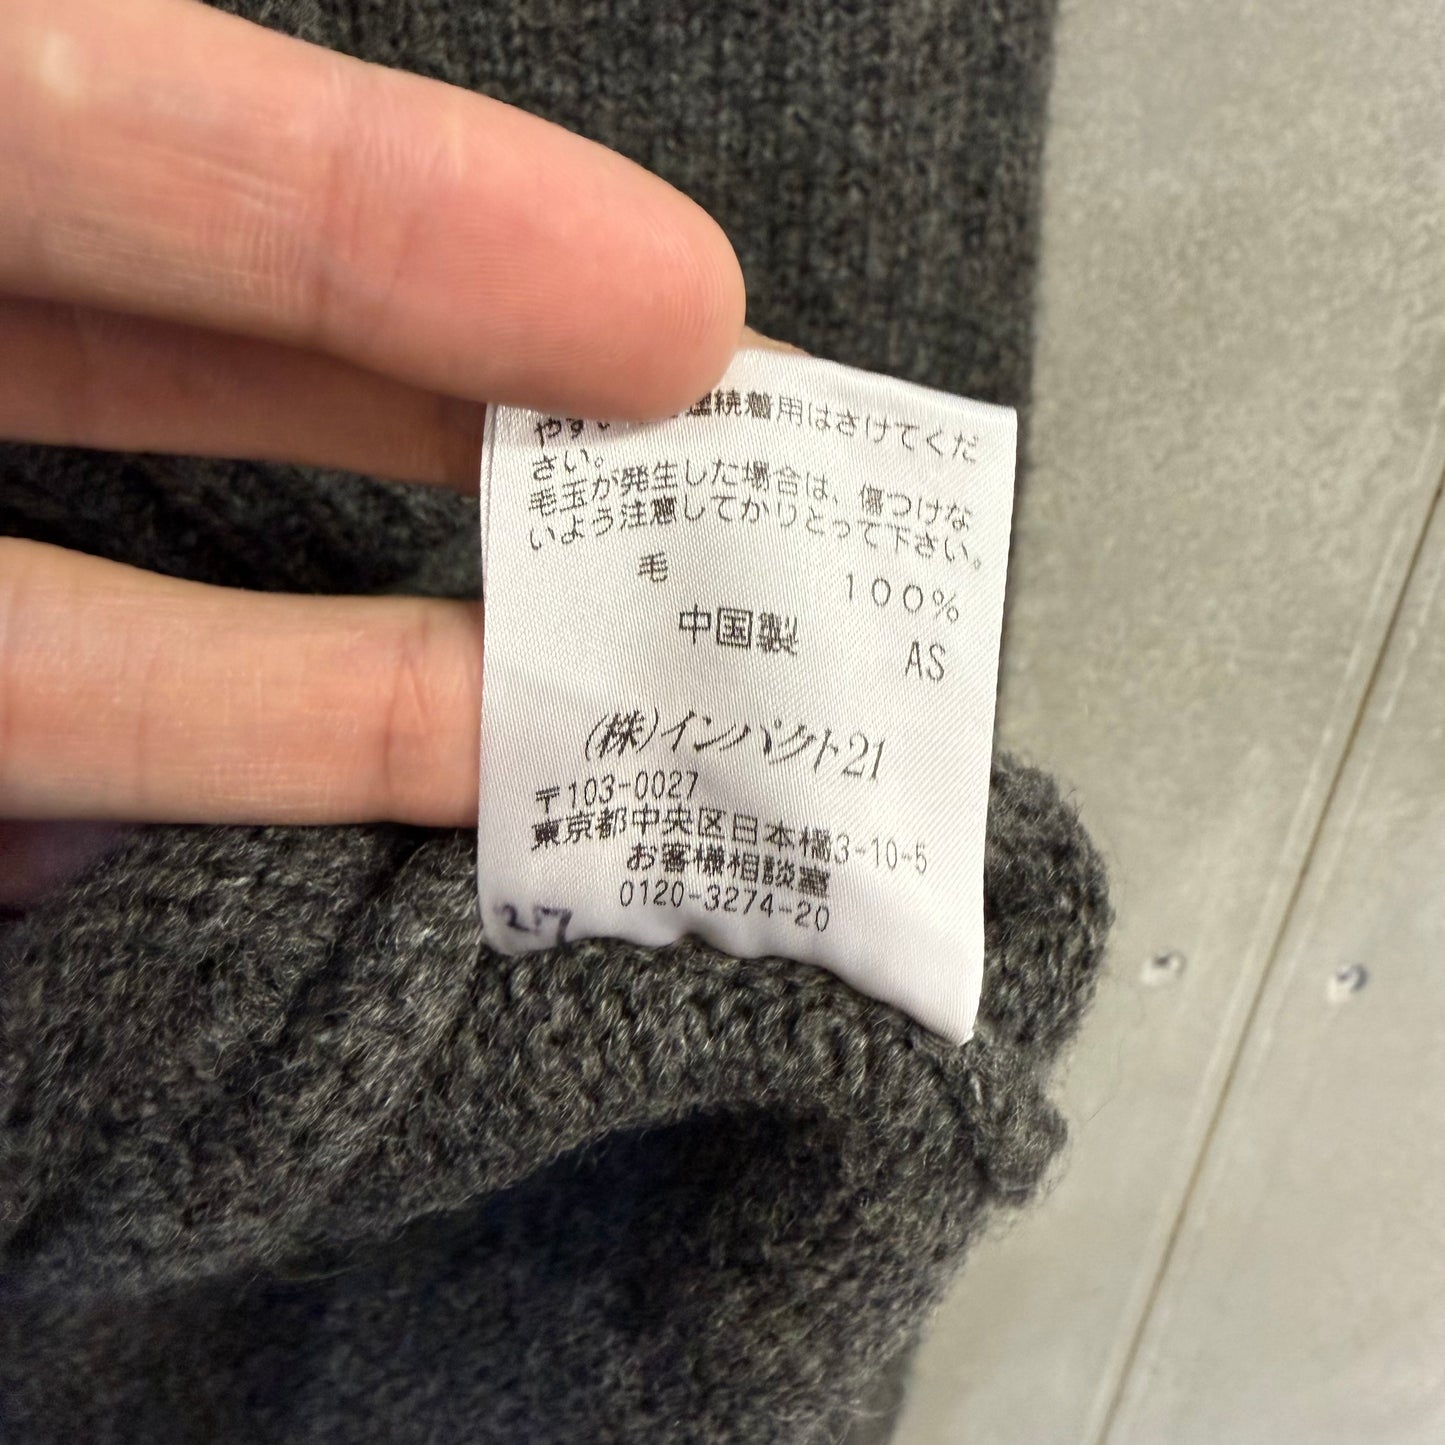 やす 連続着用はさけてくだ
さい。
毛玉が発生した場合は、傷つけな
いよう注意してかりとって下さい。
毛 100%
中国製
AS
(株)インパクト21
〒103-0027
東京都中央区日本橋3-10-5
お客様相談室
0120-3274-20